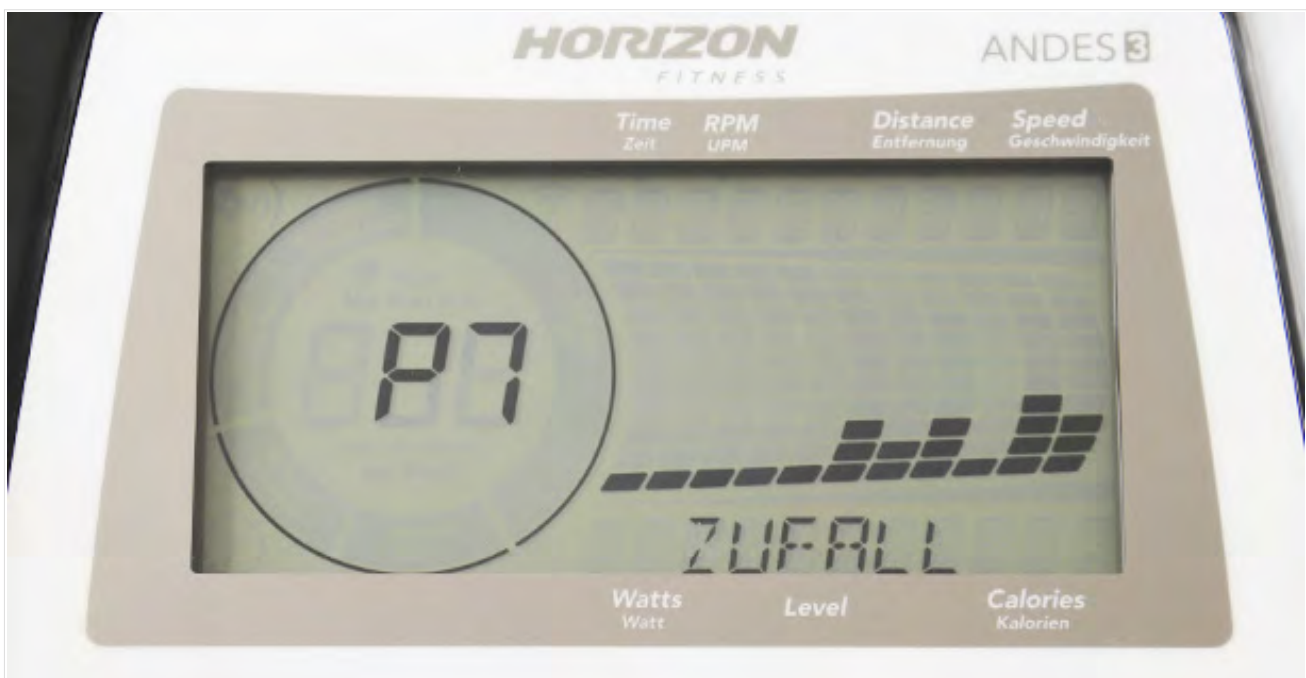 HORIZON
FITNESS
ANDES 3
Time RPM Distance Speed
Zeit UPM Entfernung Geschwindigkeit
P7
ZUFALL
Watts Level Calories
Watt Kalorien